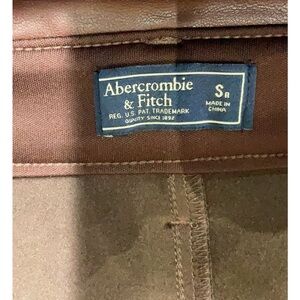 Abercrombie
& Fitch
REG. U.S. PAT. TRADEMARK
QUALITY SINCE 1892
SR
MADE IN
CHINA